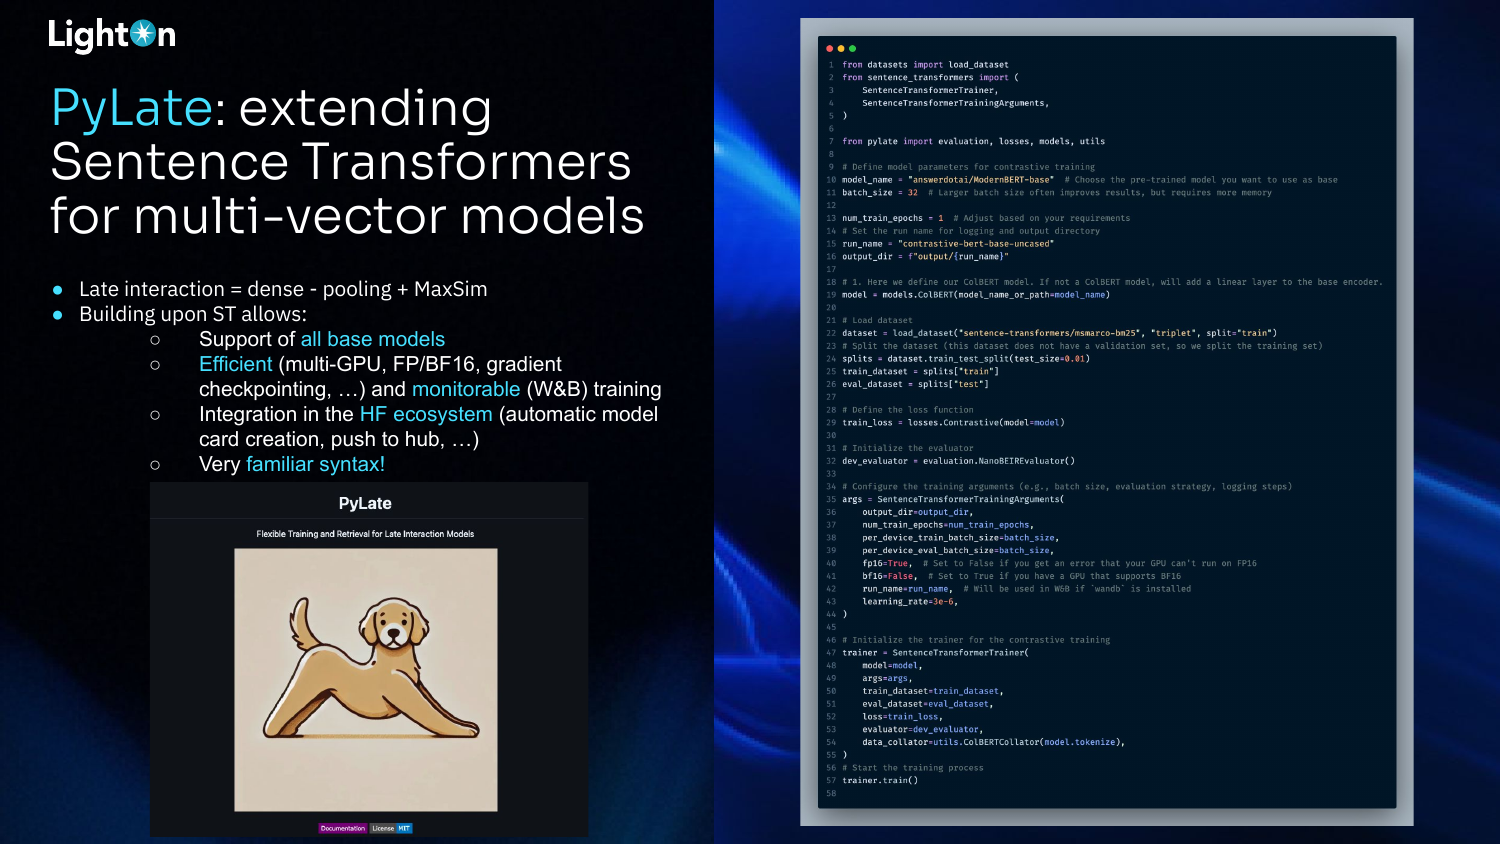 LightOn
PyLate: extending
Sentence Transformers
for multi-vector models
● Late interaction = dense - pooling + MaxSim
● Building upon ST allows:
○ Support of all base models
○ Efficient (multi-GPU, FP/BF16, gradient
checkpointing, …) and monitorable (W&B) training
○ Integration in the HF ecosystem (automatic model
card creation, push to hub, …)
○ Very familiar syntax!
PyLate
Flexible Training and Retrieval for Late Interaction Models
Documentation License MIT
1 from datasets import load_dataset
2 from sentence_transformers import (
3     SentenceTransformerTrainer,
4     SentenceTransformerTrainingArguments,
5 )
6
7 from pylate import evaluation, losses, models, utils
8
9 # Define model parameters for contrastive training
10 model_name = "answerdotai/ModernBERT-base"  # Choose the pre-trained model you want to use as base
11 batch_size = 32  # Larger batch size often improves results, but requires more memory
12
13 num_train_epochs = 1  # Adjust based on your requirements
14 # Set the run name for logging and output directory
15 run_name = "contrastive-bert-base-uncased"
16 output_dir = f"output/{run_name}"
17
18 # 1. Here we define our ColBERT model. If not a ColBERT model, will add a linear layer to the base encoder.
19 model = models.ColBERT(model_name_or_path=model_name)
20
21 # Load dataset
22 dataset = load_dataset("sentence-transformers/msmarco-bm25", "triplet", split="train")
23 # Split the dataset (this dataset does not have a validation set, so we split the training set)
24 splits = dataset.train_test_split(test_size=0.01)
25 train_dataset = splits["train"]
26 eval_dataset = splits["test"]
27
28 # Define the loss function
29 train_loss = losses.Contrastive(model=model)
30
31 # Initialize the evaluator
32 dev_evaluator = evaluation.NanoBEIREvaluator()
33
34 # Configure the training arguments (e.g., batch size, evaluation strategy, logging steps)
35 args = SentenceTransformerTrainingArguments(
36     output_dir=output_dir,
37     num_train_epochs=num_train_epochs,
38     per_device_train_batch_size=batch_size,
39     per_device_eval_batch_size=batch_size,
40     fp16=True,  # Set to False if you get an error that your GPU can't run on FP16
41     bf16=False,  # Set to True if you have a GPU that supports BF16
42     run_name=run_name,  # Will be used in W&B if `wandb` is installed
43     learning_rate=3e-6,
44 )
45
46 # Initialize the trainer for the contrastive training
47 trainer = SentenceTransformerTrainer(
48     model=model,
49     args=args,
50     train_dataset=train_dataset,
51     eval_dataset=eval_dataset,
52     loss=train_loss,
53     evaluator=dev_evaluator,
54     data_collator=utils.ColBERTCollator(model.tokenize),
55 )
56 # Start the training process
57 trainer.train()
58